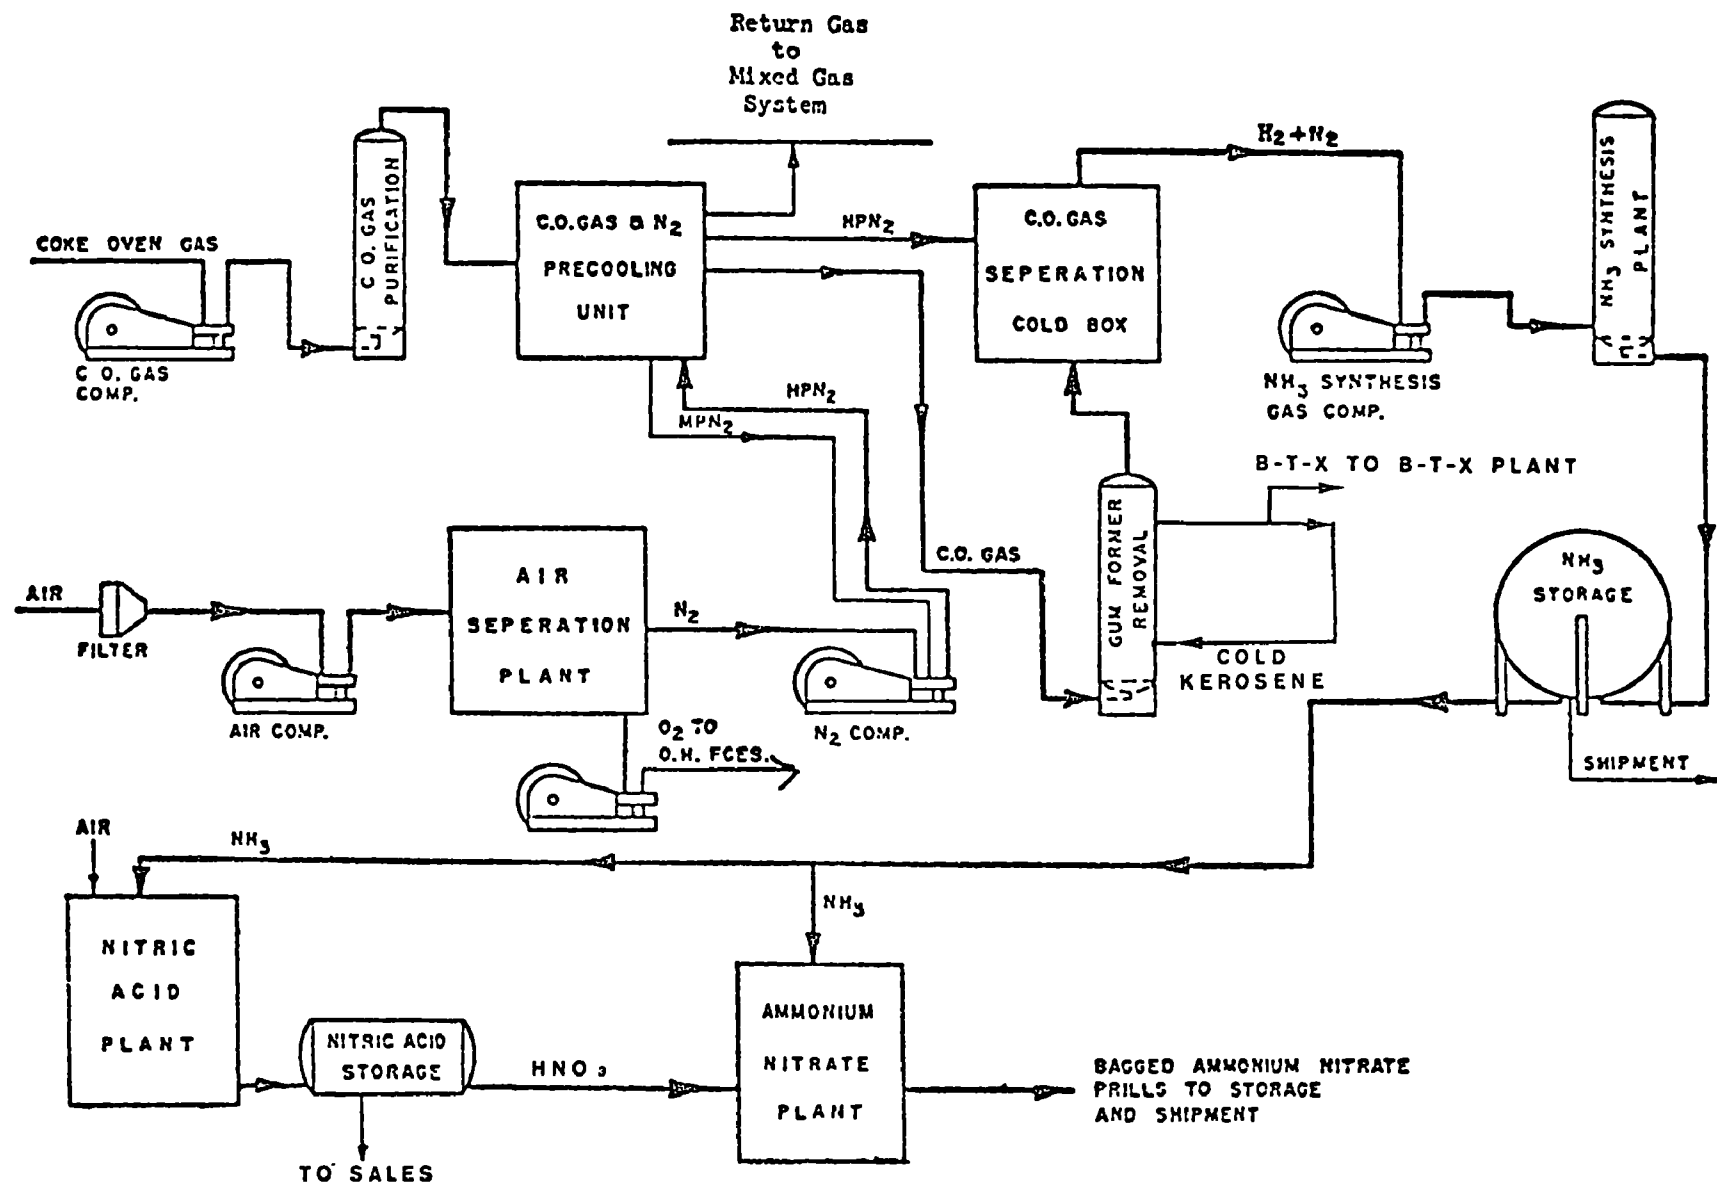 Return Gas
to
Mixed Gas
System
H₂+N₂
COKE OVEN GAS
C.O. GAS
PURIFICATION
C.O. GAS & N₂
PRECOOLING
UNIT
HPN₂
C.O. GAS
SEPERATION
COLD BOX
NH₃ SYNTHESIS
PLANT
C.O. GAS
COMP.
HPN₂
MPN₂
NH₃ SYNTHESIS
GAS COMP.
B-T-X TO B-T-X PLANT
AIR
FILTER
AIR COMP.
AIR
SEPERATION
PLANT
N₂
N₂ COMP.
C.O. GAS
GUM FORMER
REMOVAL
COLD
KEROSENE
NH₃
STORAGE
SHIPMENT
O₂ TO
O.H. FCES.
AIR
NH₃
NH₃
NITRIC
ACID
PLANT
NITRIC ACID
STORAGE
HNO₃
TO SALES
AMMONIUM
NITRATE
PLANT
BAGGED AMMONIUM NITRATE
PRILLS TO STORAGE
AND SHIPMENT